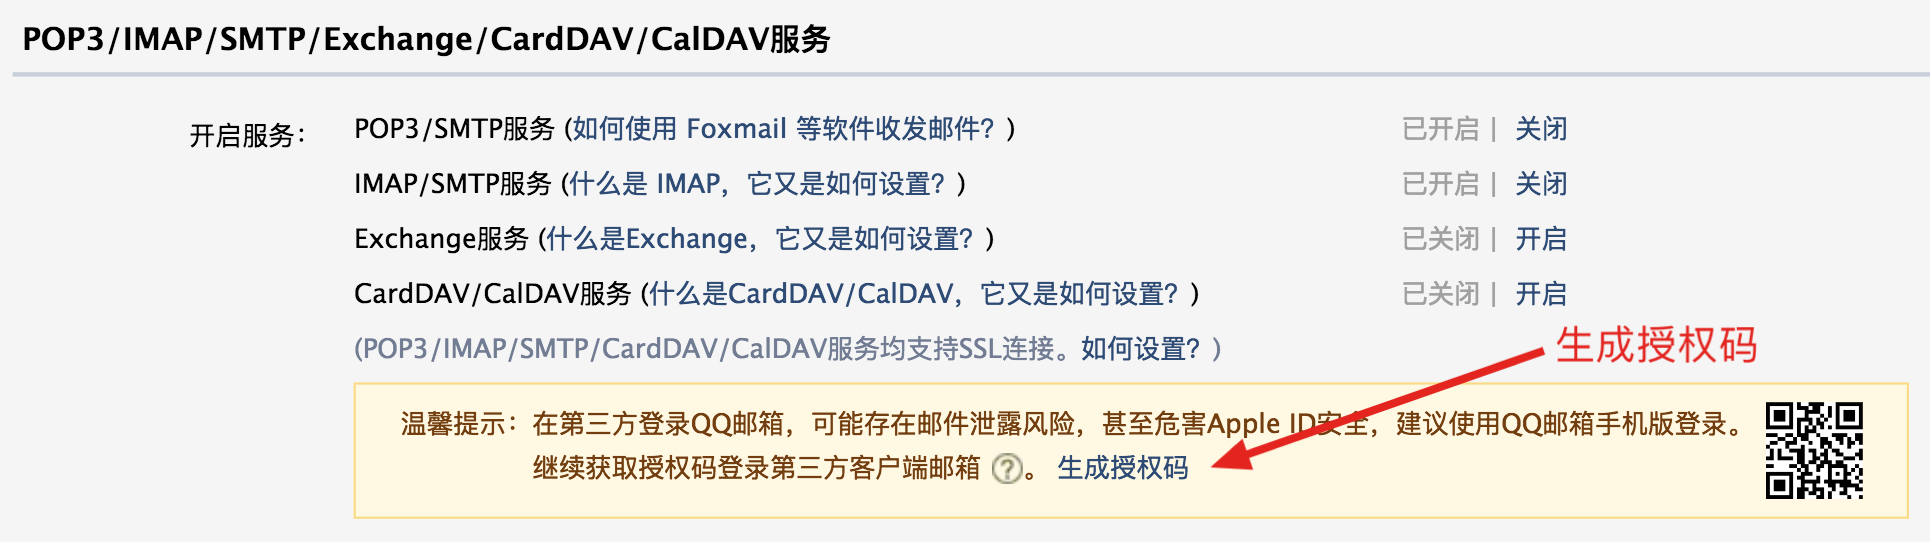 POP3/IMAP/SMTP/Exchange/CardDAV/CalDAV服务
开启服务： POP3/SMTP服务 (如何使用 Foxmail 等软件收发邮件？) 已开启 | 关闭
IMAP/SMTP服务 (什么是 IMAP，它又是如何设置？) 已开启 | 关闭
Exchange服务 (什么是Exchange，它又是如何设置？) 已关闭 | 开启
CardDAV/CalDAV服务 (什么是CardDAV/CalDAV，它又是如何设置？) 已关闭 | 开启
(POP3/IMAP/SMTP/CardDAV/CalDAV服务均支持SSL连接。如何设置？)
生成授权码
温馨提示：在第三方登录QQ邮箱，可能存在邮件泄露风险，甚至危害Apple ID安全，建议使用QQ邮箱手机版登录。
继续获取授权码登录第三方客户端邮箱 ?。 生成授权码